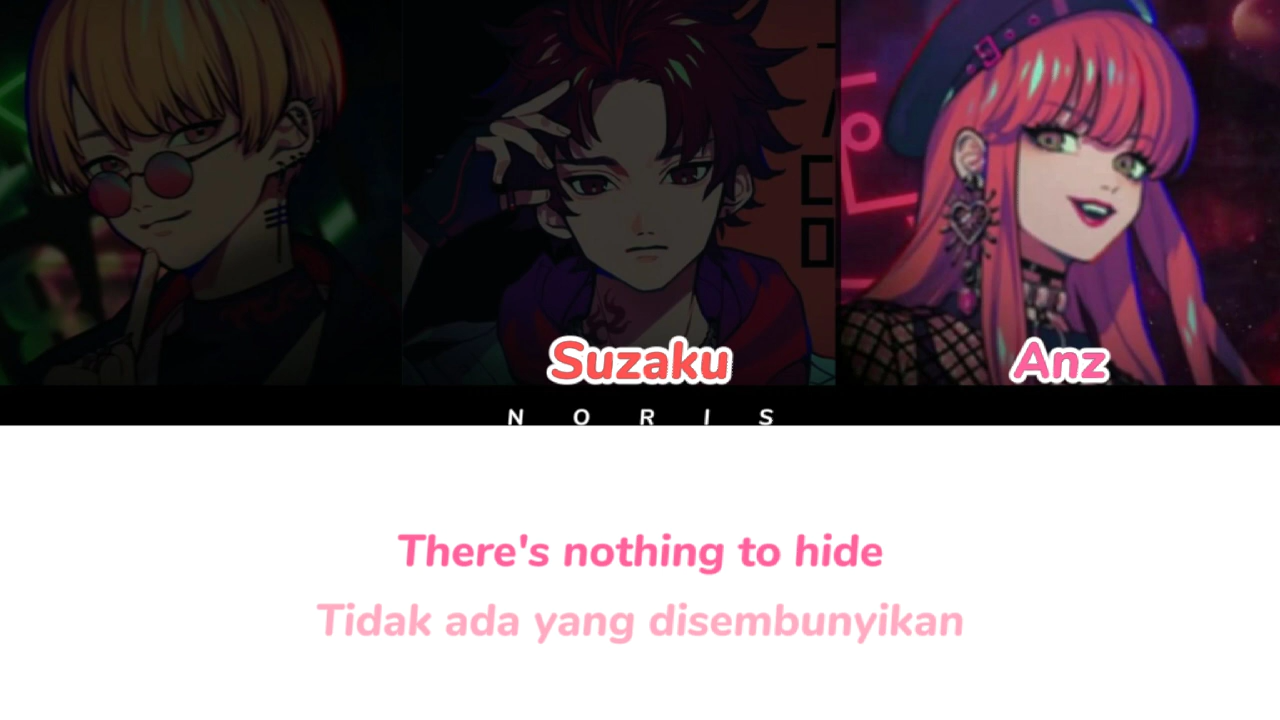 Suzaku
Anz
N O R I S
There's nothing to hide
Tidak ada yang disembunyikan